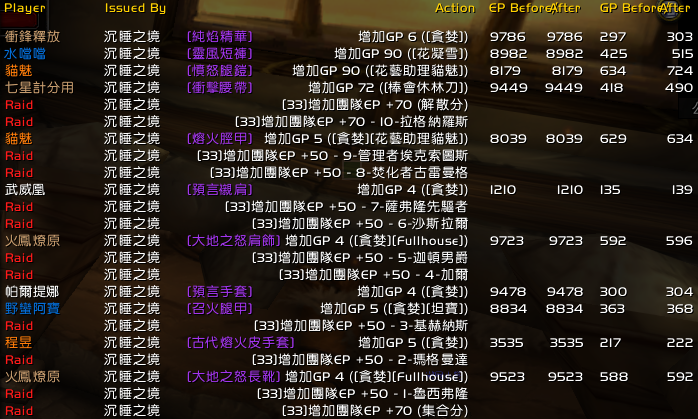 Player Issued By Action EP Before After GP Before After
衝鋒釋放 沉睡之境 [純焰精華] 增加GP 6 ([貪婪]) 9786 9786 297 303
水噹噹 沉睡之境 [靈風短褲] 增加GP 90 ([花凝雪]) 8982 8982 425 515
貓魅 沉睡之境 [憤怒腿鎧] 增加GP 90 ([花藝助理貓魅]) 8179 8179 634 724
七星計分用 沉睡之境 [衝擊腰帶] 增加GP 72 ([棒會休林刀]) 9449 9449 418 490
Raid 沉睡之境 [33]增加團隊EP +70 (解散分)
Raid 沉睡之境 [33]增加團隊EP +70 - 10-拉格納羅斯
貓魅 沉睡之境 [熔火脛甲] 增加GP 5 ([貪婪][花藝助理貓魅]) 8039 8039 629 634
Raid 沉睡之境 [33]增加團隊EP +50 - 9-管理者埃克索圖斯
Raid 沉睡之境 [33]增加團隊EP +50 - 8-焚化者古雷曼格
武威凰 沉睡之境 [預言襯肩] 增加GP 4 ([貪婪]) 1210 1210 135 139
Raid 沉睡之境 [33]增加團隊EP +50 - 7-薩弗隆先驅者
Raid 沉睡之境 [33]增加團隊EP +50 - 6-沙斯拉爾
火鳳燎原 沉睡之境 [大地之怒肩飾] 增加GP 4 ([貪婪][Fullhouse]) 9723 9723 592 596
Raid 沉睡之境 [33]增加團隊EP +50 - 5-迦頓男爵
Raid 沉睡之境 [33]增加團隊EP +50 - 4-加爾
帕爾提娜 沉睡之境 [預言手套] 增加GP 4 ([貪婪]) 9478 9478 300 304
野蠻阿寶 沉睡之境 [召火腿甲] 增加GP 5 ([貪婪][坦寶]) 8834 8834 363 368
Raid 沉睡之境 [33]增加團隊EP +50 - 3-基赫納斯
程昱 沉睡之境 [古代熔火皮手套] 增加GP 5 ([貪婪]) 3535 3535 217 222
Raid 沉睡之境 [33]增加團隊EP +50 - 2-瑪格曼達
火鳳燎原 沉睡之境 [大地之怒長靴] 增加GP 4 ([貪婪][Fullhouse]) 9523 9523 588 592
Raid 沉睡之境 [33]增加團隊EP +50 - 1-魯西弗隆
Raid 沉睡之境 [33]增加團隊EP +70 (集合分)